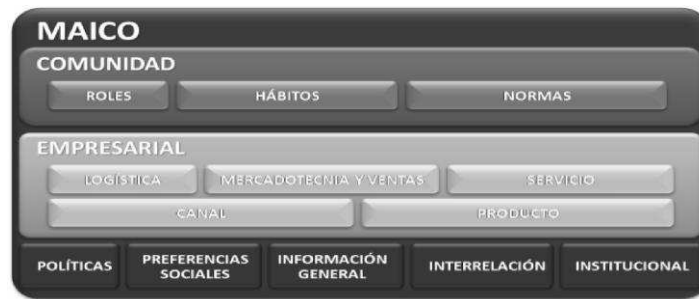 MAICO
COMUNIDAD
ROLES HÁBITOS NORMAS
EMPRESARIAL
LOGÍSTICA MERCADOTECNIA Y VENTAS SERVICIO
CANAL PRODUCTO
POLÍTICAS PREFERENCIAS SOCIALES INFORMACIÓN GENERAL INTERRELACIÓN INSTITUCIONAL